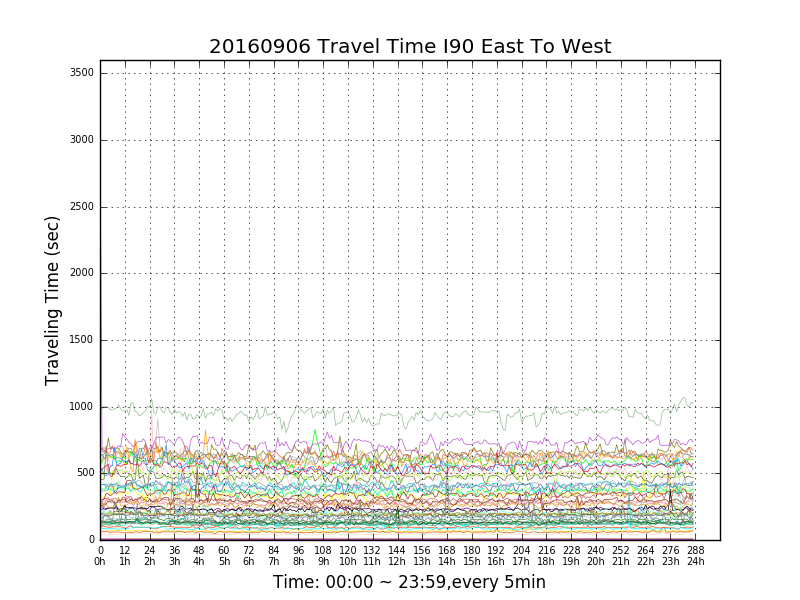 20160906 Travel Time I90 East To West
Traveling Time (sec)
3500
3000
2500
2000
1500
1000
500
0
0 12 24 36 48 60 72 84 96 108 120 132 144 156 168 180 192 204 216 228 240 252 264 276 288
0h 1h 2h 3h 4h 5h 6h 7h 8h 9h 10h 11h 12h 13h 14h 15h 16h 17h 18h 19h 20h 21h 22h 23h 24h
Time: 00:00 ~ 23:59,every 5min